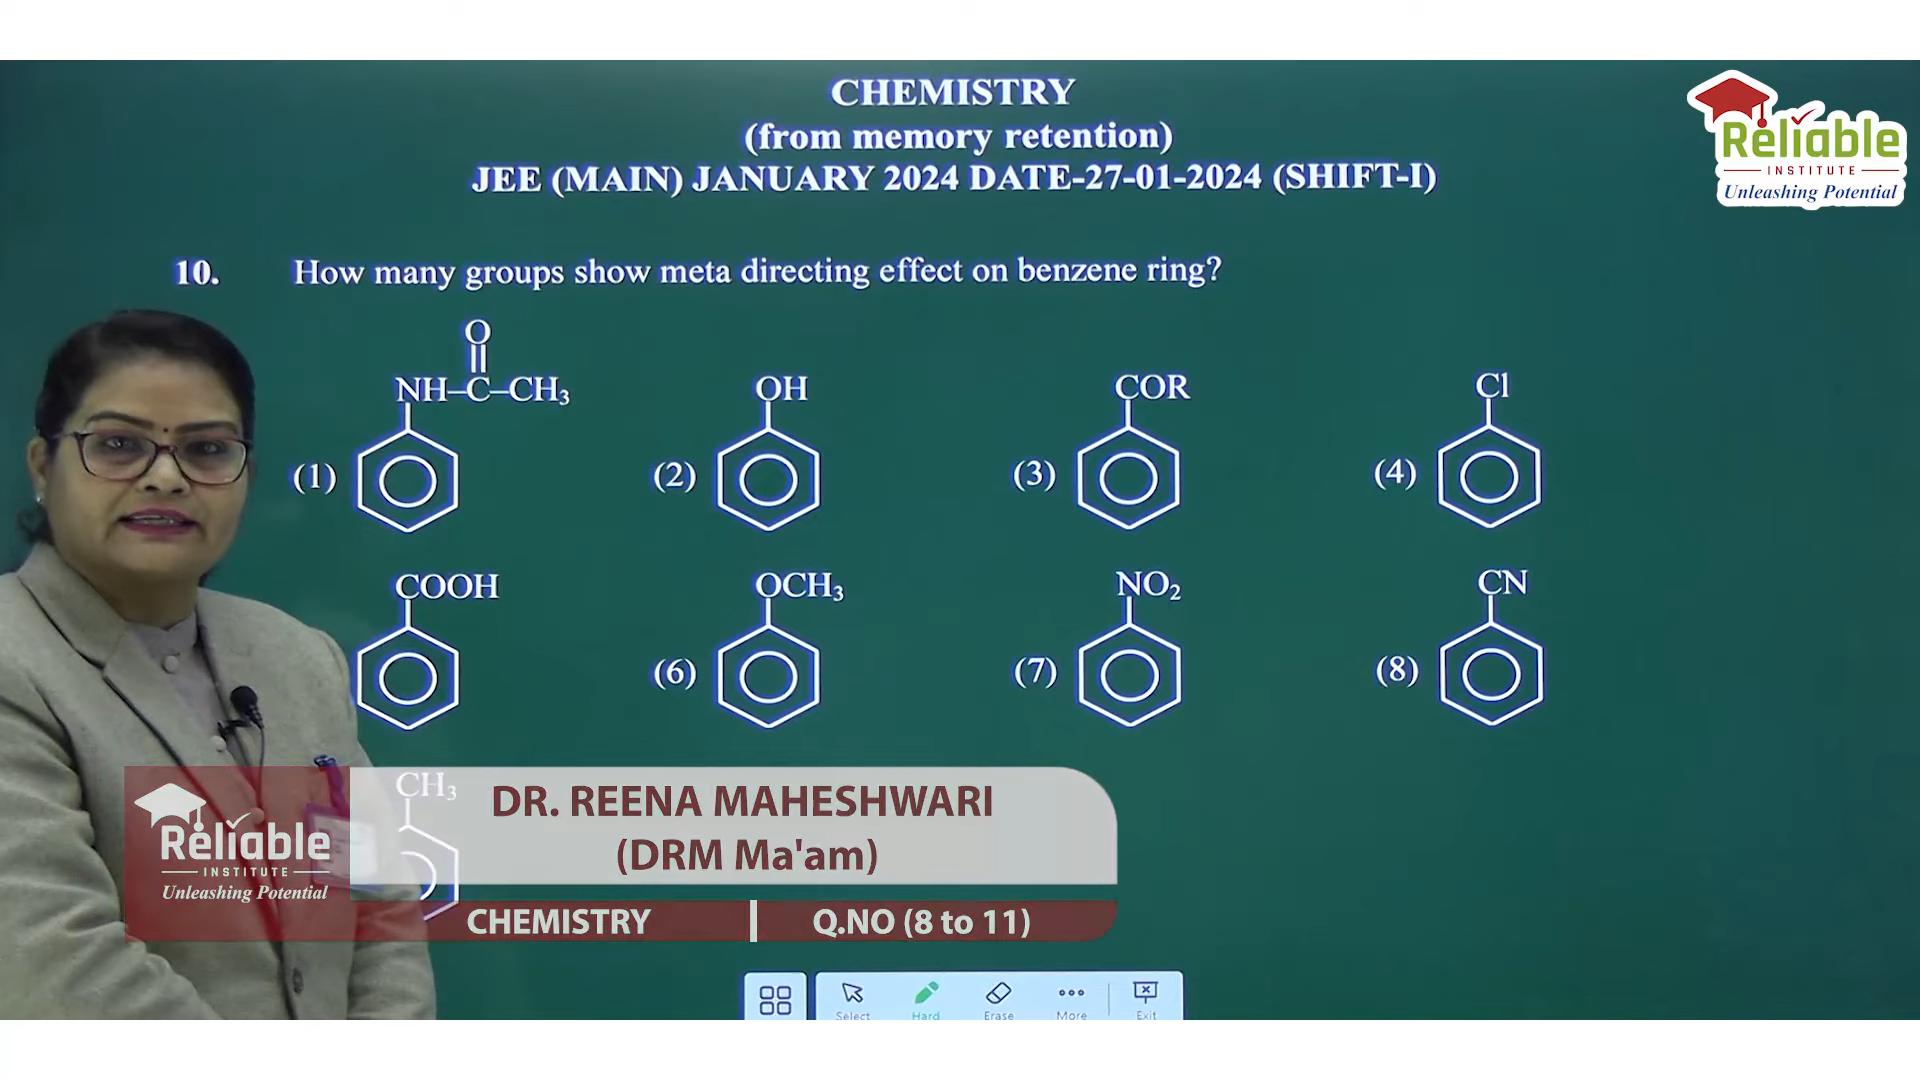 CHEMISTRY
(from memory retention)
JEE (MAIN) JANUARY 2024 DATE-27-01-2024 (SHIFT-I)
Reliable
INSTITUTE
Unleashing Potential
10. How many groups show meta directing effect on benzene ring?
O
NH–C–CH₃
OH
COR
Cl
(1)
(2)
(3)
(4)
COOH
OCH₃
NO₂
CN
(6)
(7)
(8)
CH₃
Reliable
INSTITUTE
Unleashing Potential
DR. REENA MAHESHWARI
(DRM Ma'am)
CHEMISTRY | Q.NO (8 to 11)
Select
Hard
Erase
More
Exit